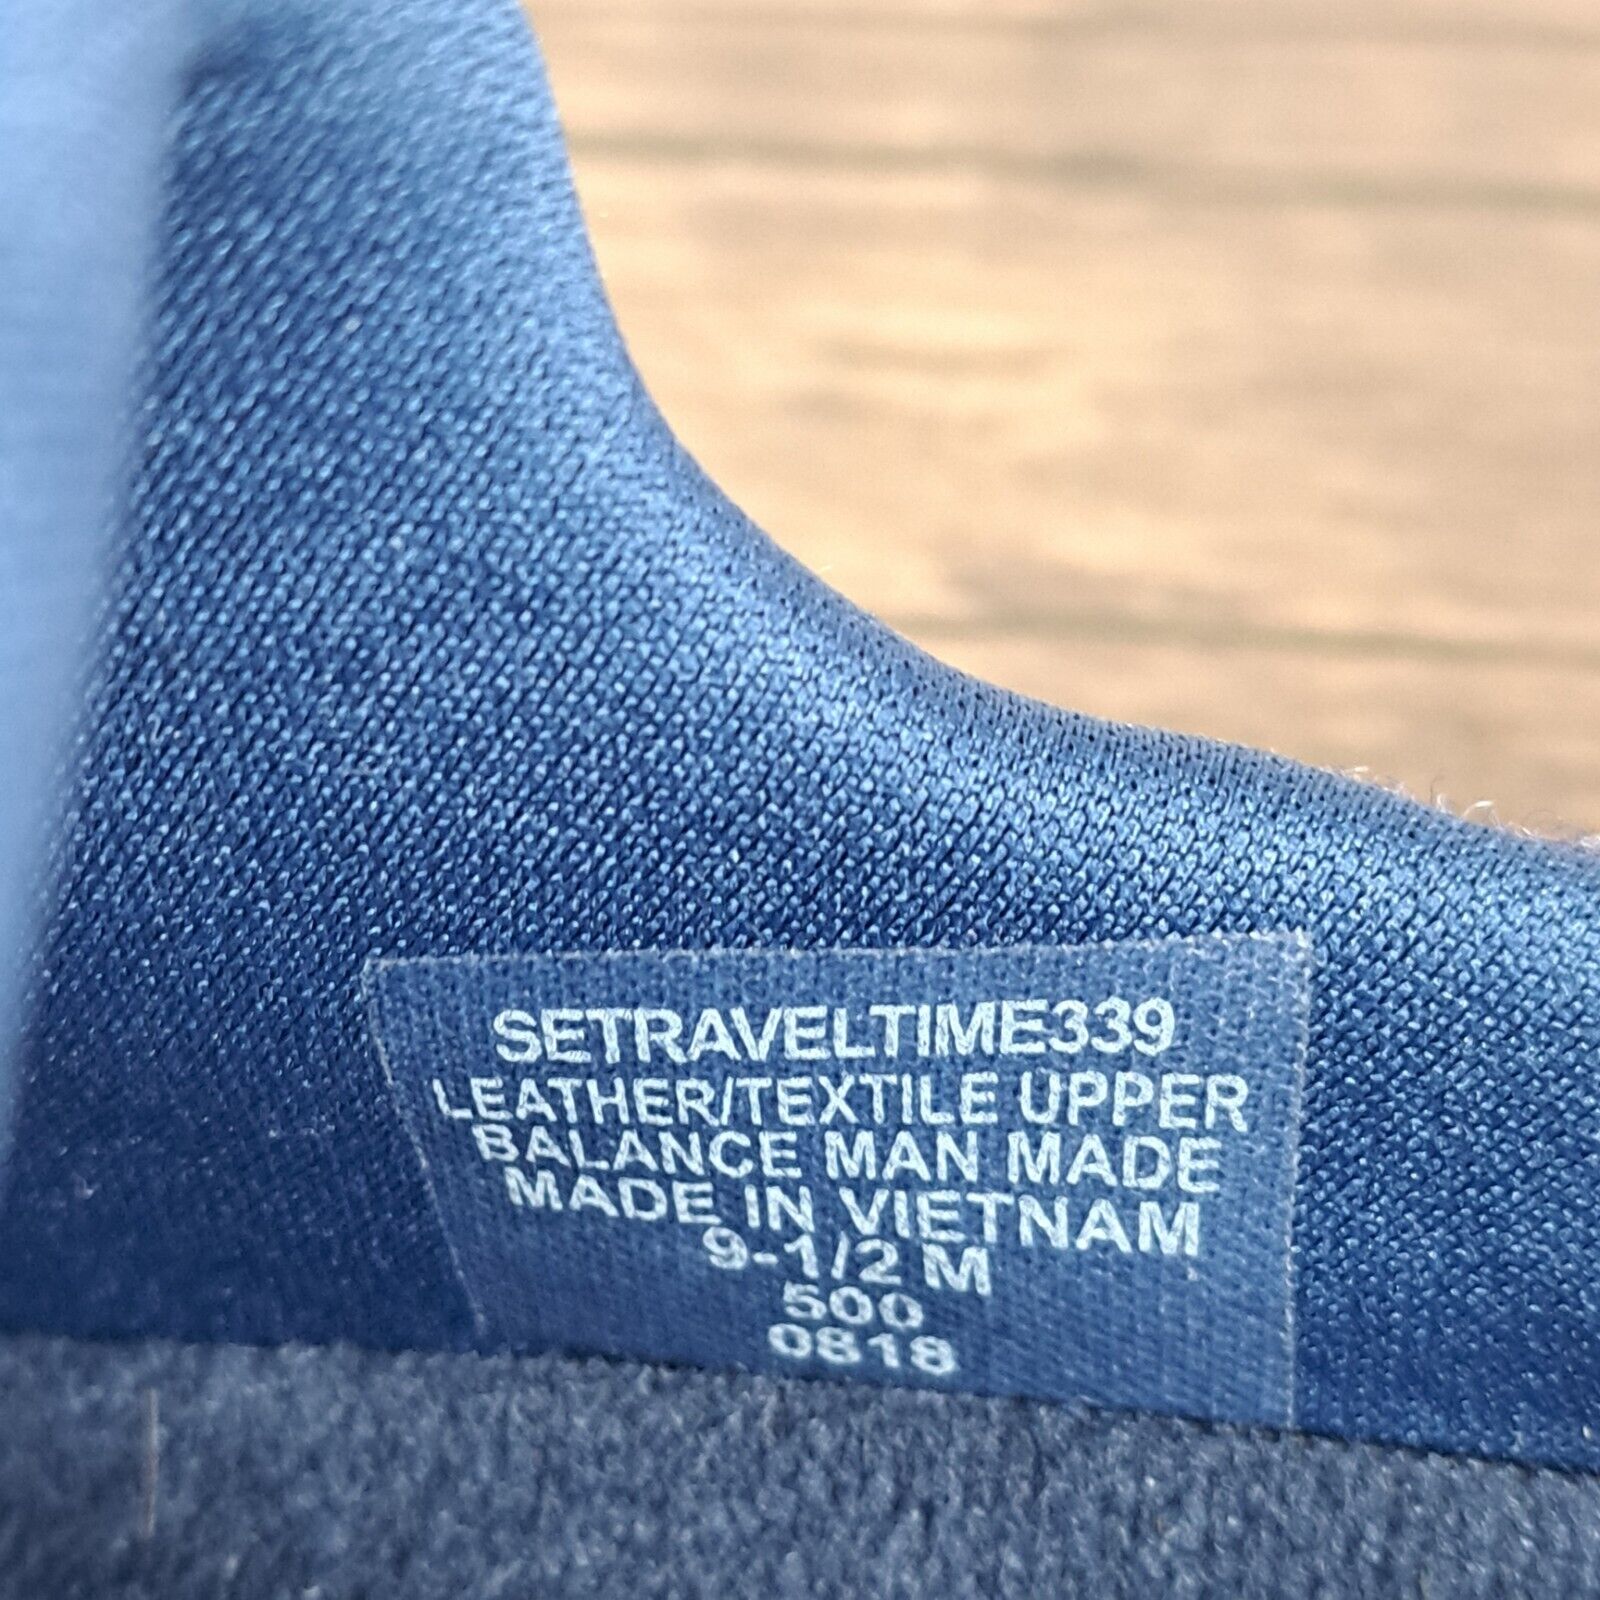 SETRAVELTIME339
LEATHER/TEXTILE UPPER
BALANCE MAN MADE
MADE IN VIETNAM
9-1/2 M
500
0818